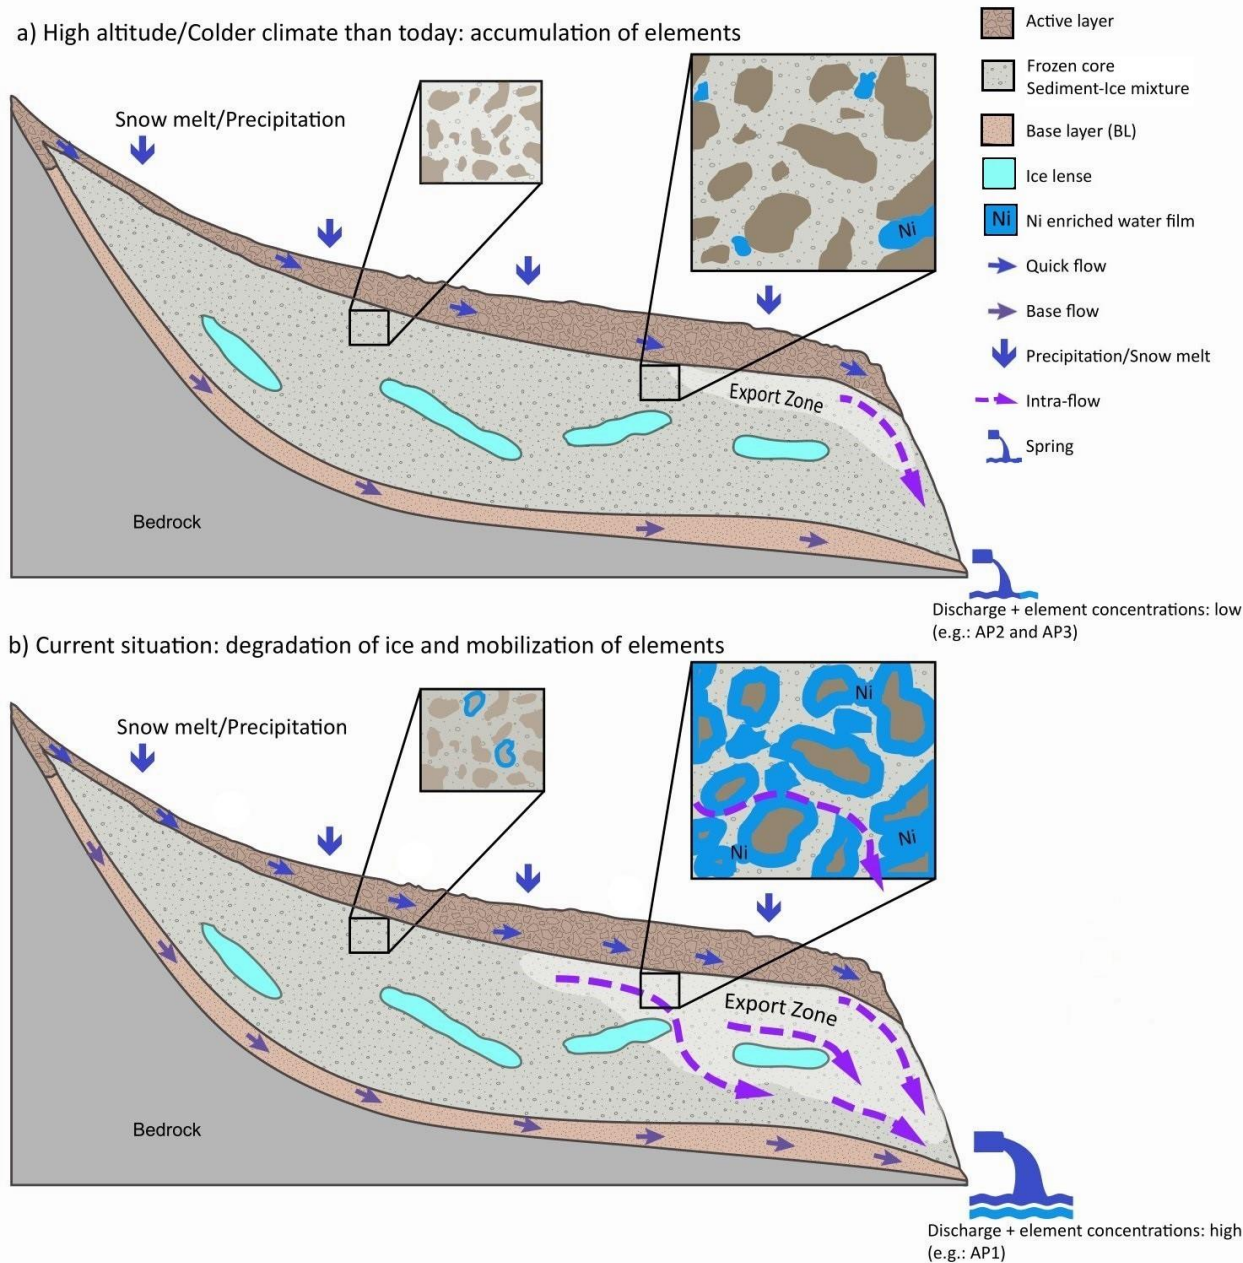 a) High altitude/Colder climate than today: accumulation of elements
Snow melt/Precipitation
Ni
Export Zone
Bedrock
Active layer
Frozen core
Sediment-Ice mixture
Base layer (BL)
Ice lense
Ni
Ni enriched water film
Quick flow
Base flow
Precipitation/Snow melt
Intra-flow
Spring
Discharge + element concentrations: low
(e.g.: AP2 and AP3)
b) Current situation: degradation of ice and mobilization of elements
Snow melt/Precipitation
Ni
Ni
Ni
Export Zone
Bedrock
Discharge + element concentrations: high
(e.g.: AP1)